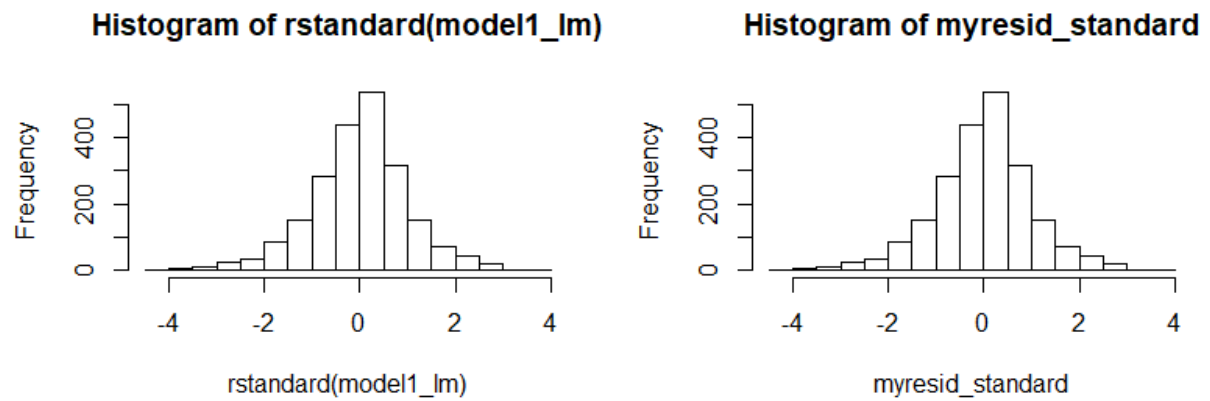 Histogram of rstandard(model1_lm)
Frequency
0 200 400
-4 -2 0 2 4
rstandard(model1_lm)
Histogram of myresid_standard
Frequency
0 200 400
-4 -2 0 2 4
myresid_standard